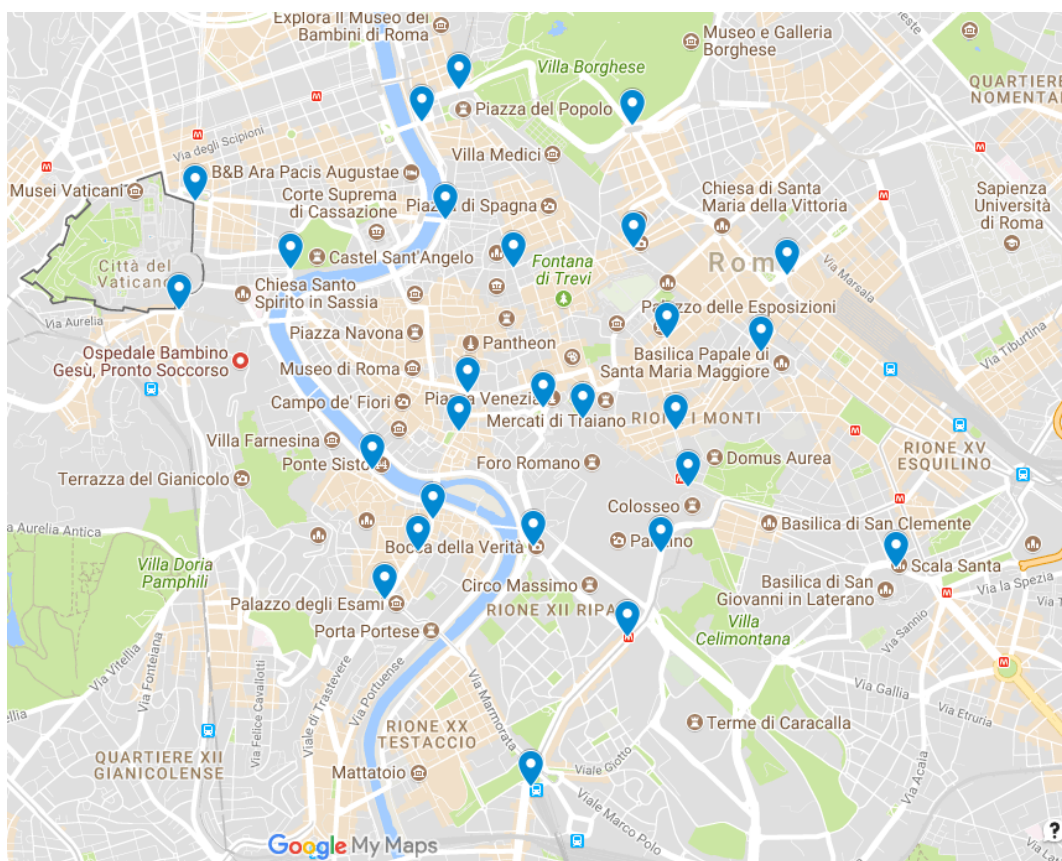 Explora Il Museo dei
Bambini di Roma
Museo e Galleria
Borghese
Villa Borghese
QUARTIERE
NOMENTA
Piazza del Popolo
Via degli Scipioni
Villa Medici
B&B Ara Pacis Augustae
Musei Vaticani
Corte Suprema
di Cassazione
Piazza di Spagna
Chiesa di Santa
Maria della Vittoria
Sapienza
Università
di Roma
Castel Sant'Angelo
Fontana
di Trevi
Rom
Città del
Vaticano
Chiesa Santo
Spirito in Sassia
Via Marsala
Via Aurelia
Palazzo delle Esposizioni
Piazza Navona
Pantheon
Via Tiburtina
Ospedale Bambino
Gesù, Pronto Soccorso
Museo di Roma
Basilica Papale di
Santa Maria Maggiore
Campo de' Fiori
Piazza Venezia
Mercati di Traiano
RIONE I MONTI
Villa Farnesina
RIONE XV
ESQUILINO
Ponte Sisto
Foro Romano
Domus Aurea
Terrazza del Gianicolo
Colosseo
a Aurelia Antica
Basilica di San Clemente
Villa Doria
Pamphili
Bocca della Verità
Palatino
Scala Santa
Circo Massimo
Basilica di San
Giovanni in Laterano
Via la Spezia
Via T
Palazzo degli Esami
RIONE XII RIPA
Villa
Celimontana
Via Sannio
Porta Portese
Via Vitellia
Via Fonteiana
Via Felice Cavallotti
Viale di Trastevere
Via Portuense
Via Marmorata
Via Gallia
Via Etruria
RIONE XX
TESTACCIO
Terme di Caracalla
QUARTIERE XII
GIANICOLENSE
Mattatoio
Viale Giotto
Via Acaia
Viale Marco Polo
Google My Maps
?